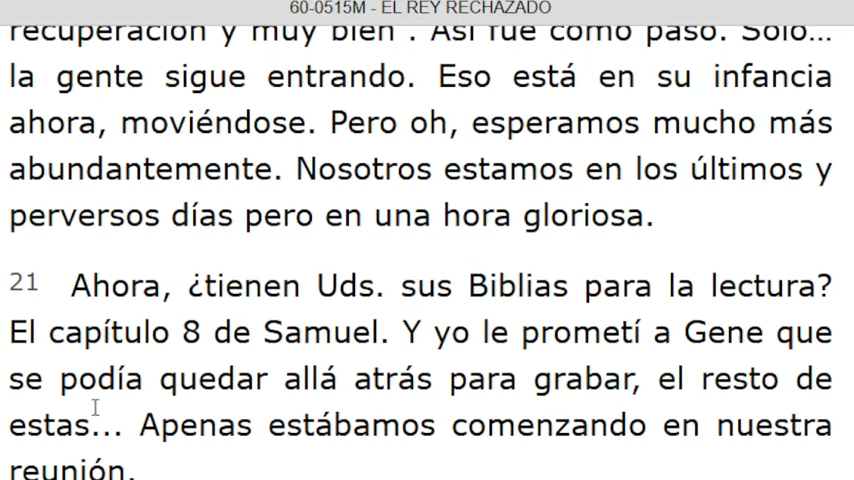 60-0515M - EL REY RECHAZADO
recuperación y muy bien". Así fue como pasó. Sólo...
la gente sigue entrando. Eso está en su infancia
ahora, moviéndose. Pero oh, esperamos mucho más
abundantemente. Nosotros estamos en los últimos y
perversos días pero en una hora gloriosa.
21 Ahora, ¿tienen Uds. sus Biblias para la lectura?
El capítulo 8 de Samuel. Y yo le prometí a Gene que
se podía quedar allá atrás para grabar, el resto de
estas... Apenas estábamos comenzando en nuestra
reunión.